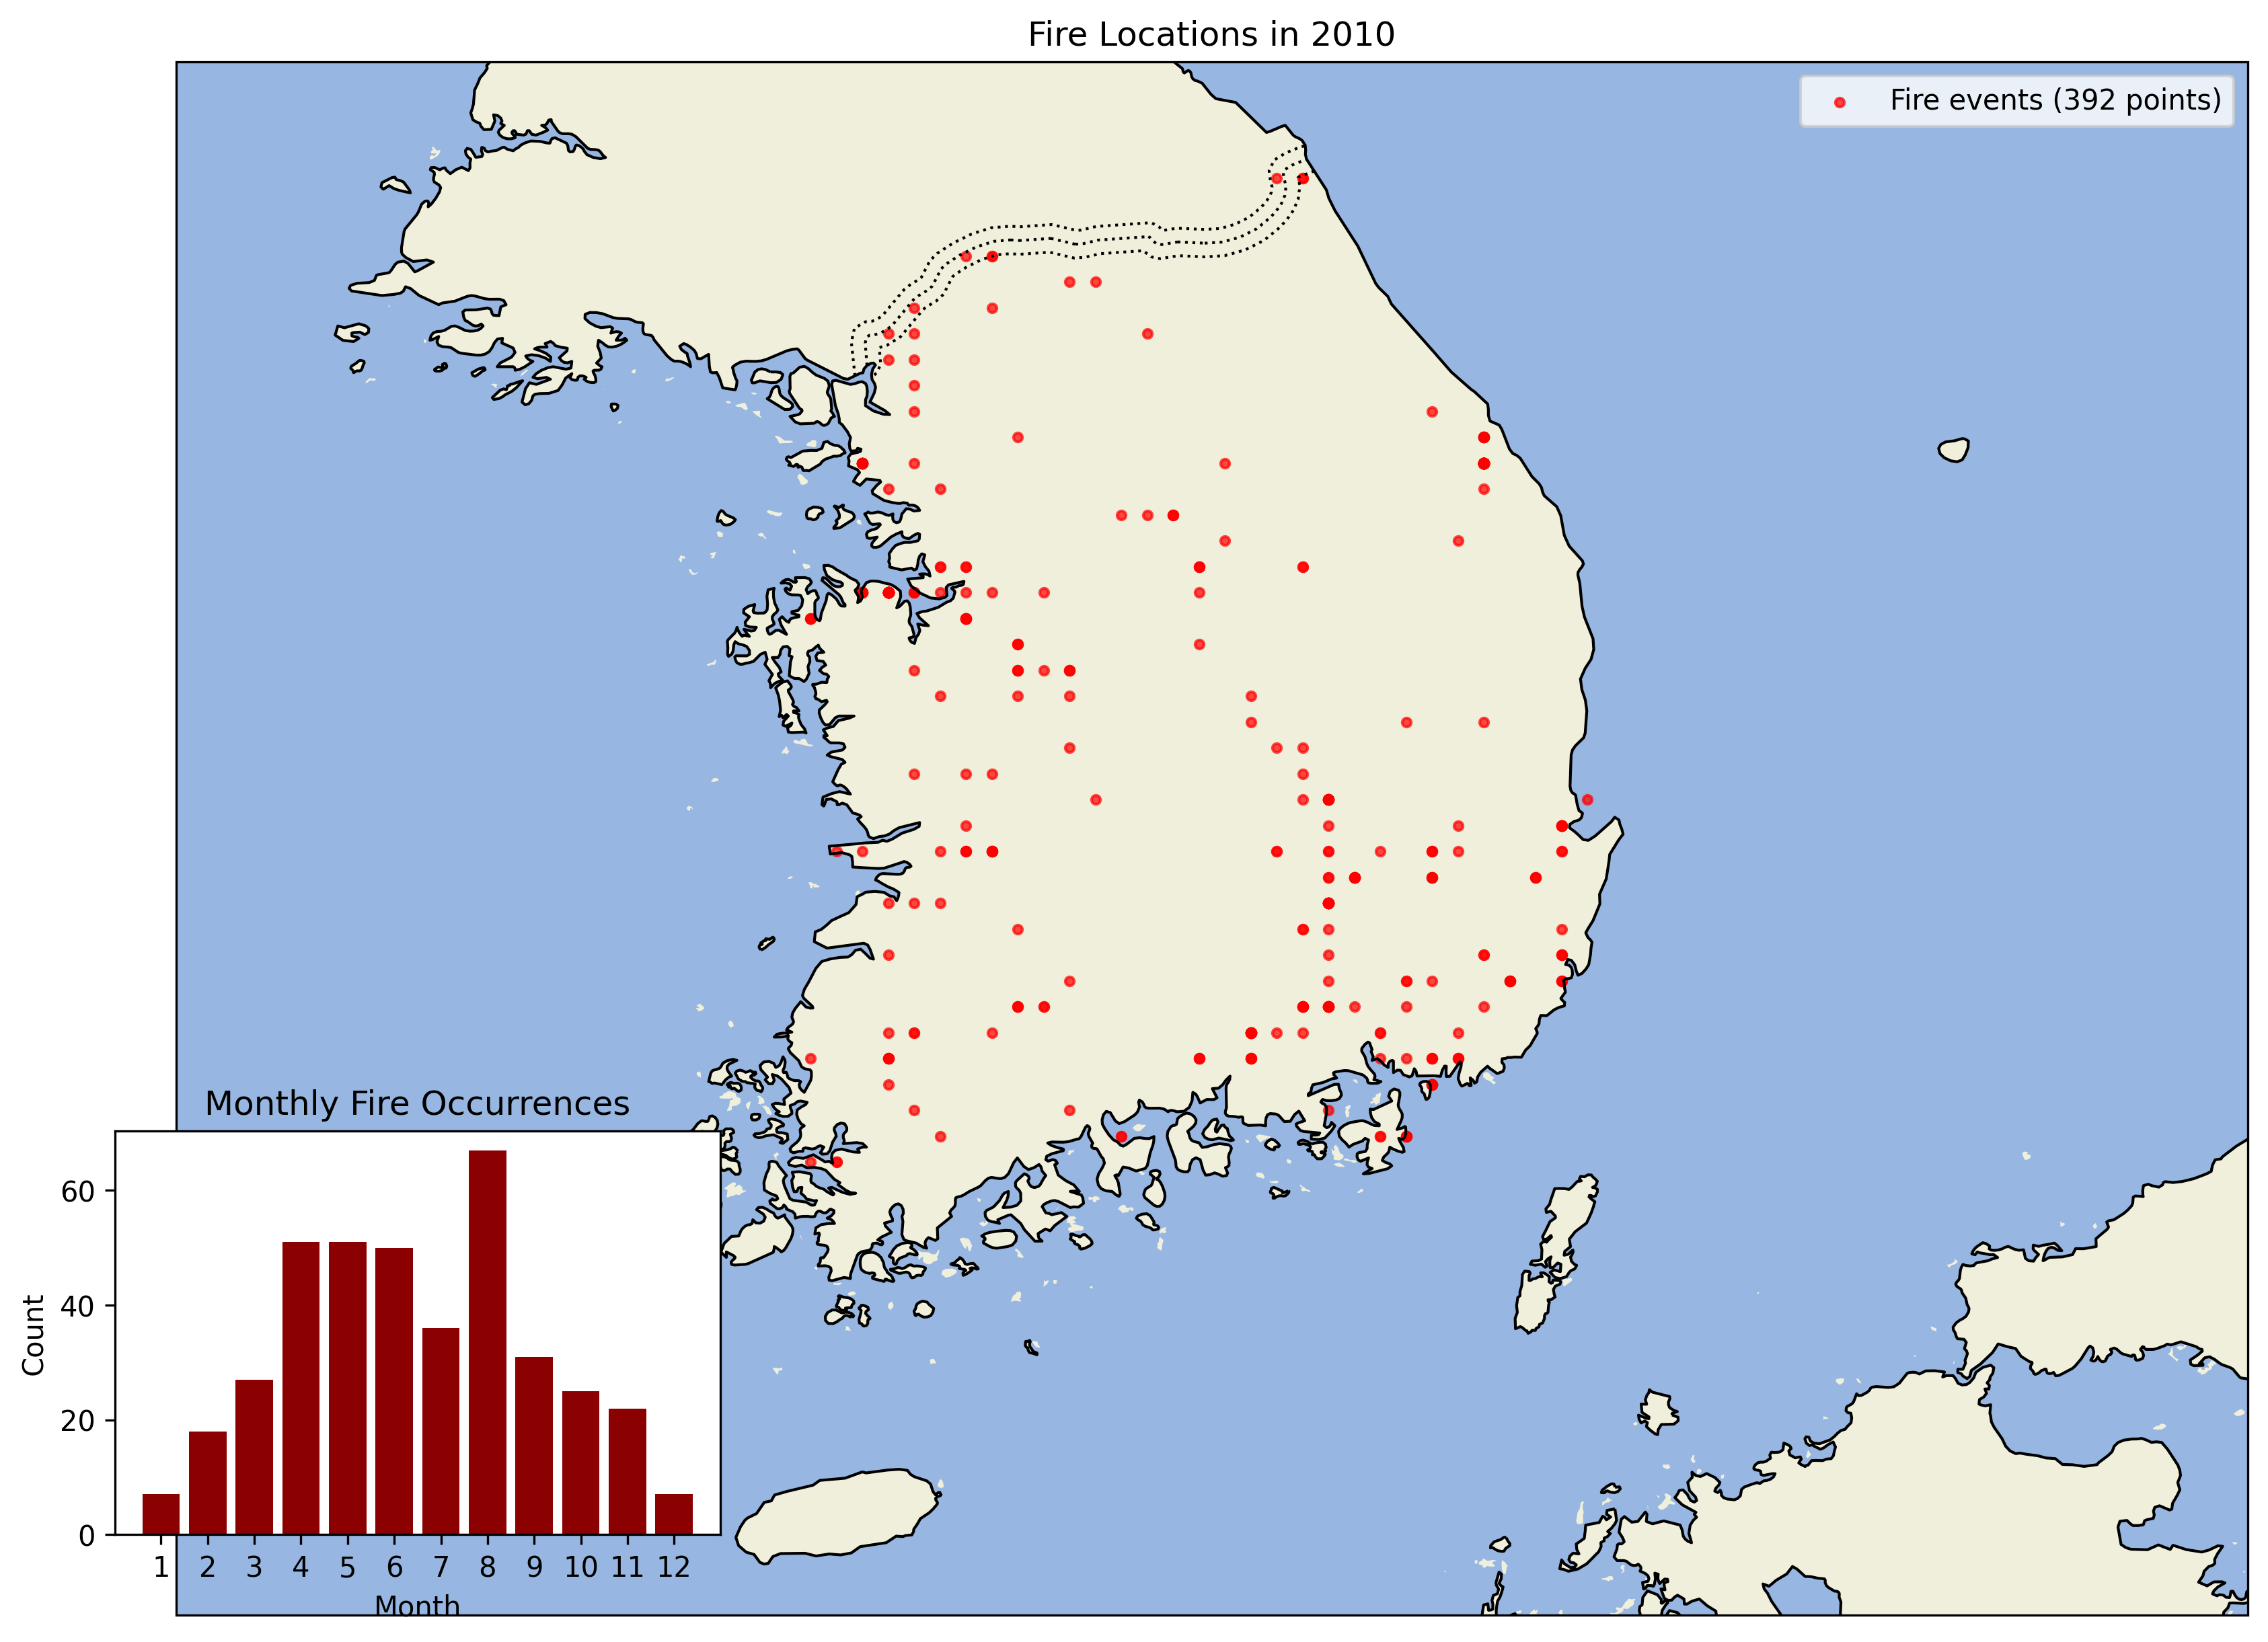 Fire Locations in 2010
Fire events (392 points)
Monthly Fire Occurrences
60
40
20
0
Count
1 2 3 4 5 6 7 8 9 10 11 12
Month